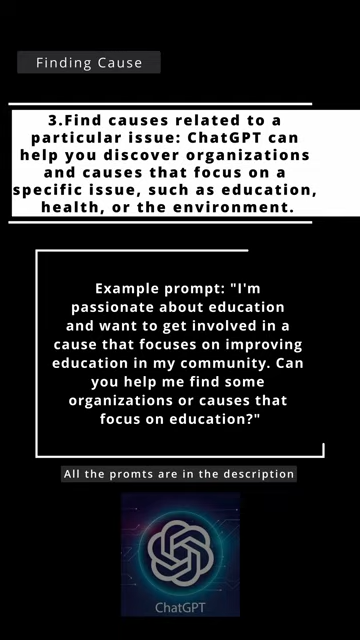 Finding Cause
3.Find causes related to a
particular issue: ChatGPT can
help you discover organizations
and causes that focus on a
specific issue, such as education,
health, or the environment.
Example prompt: "I'm
passionate about education
and want to get involved in a
cause that focuses on improving
education in my community. Can
you help me find some
organizations or causes that
focus on education?"
All the promts are in the description
ChatGPT